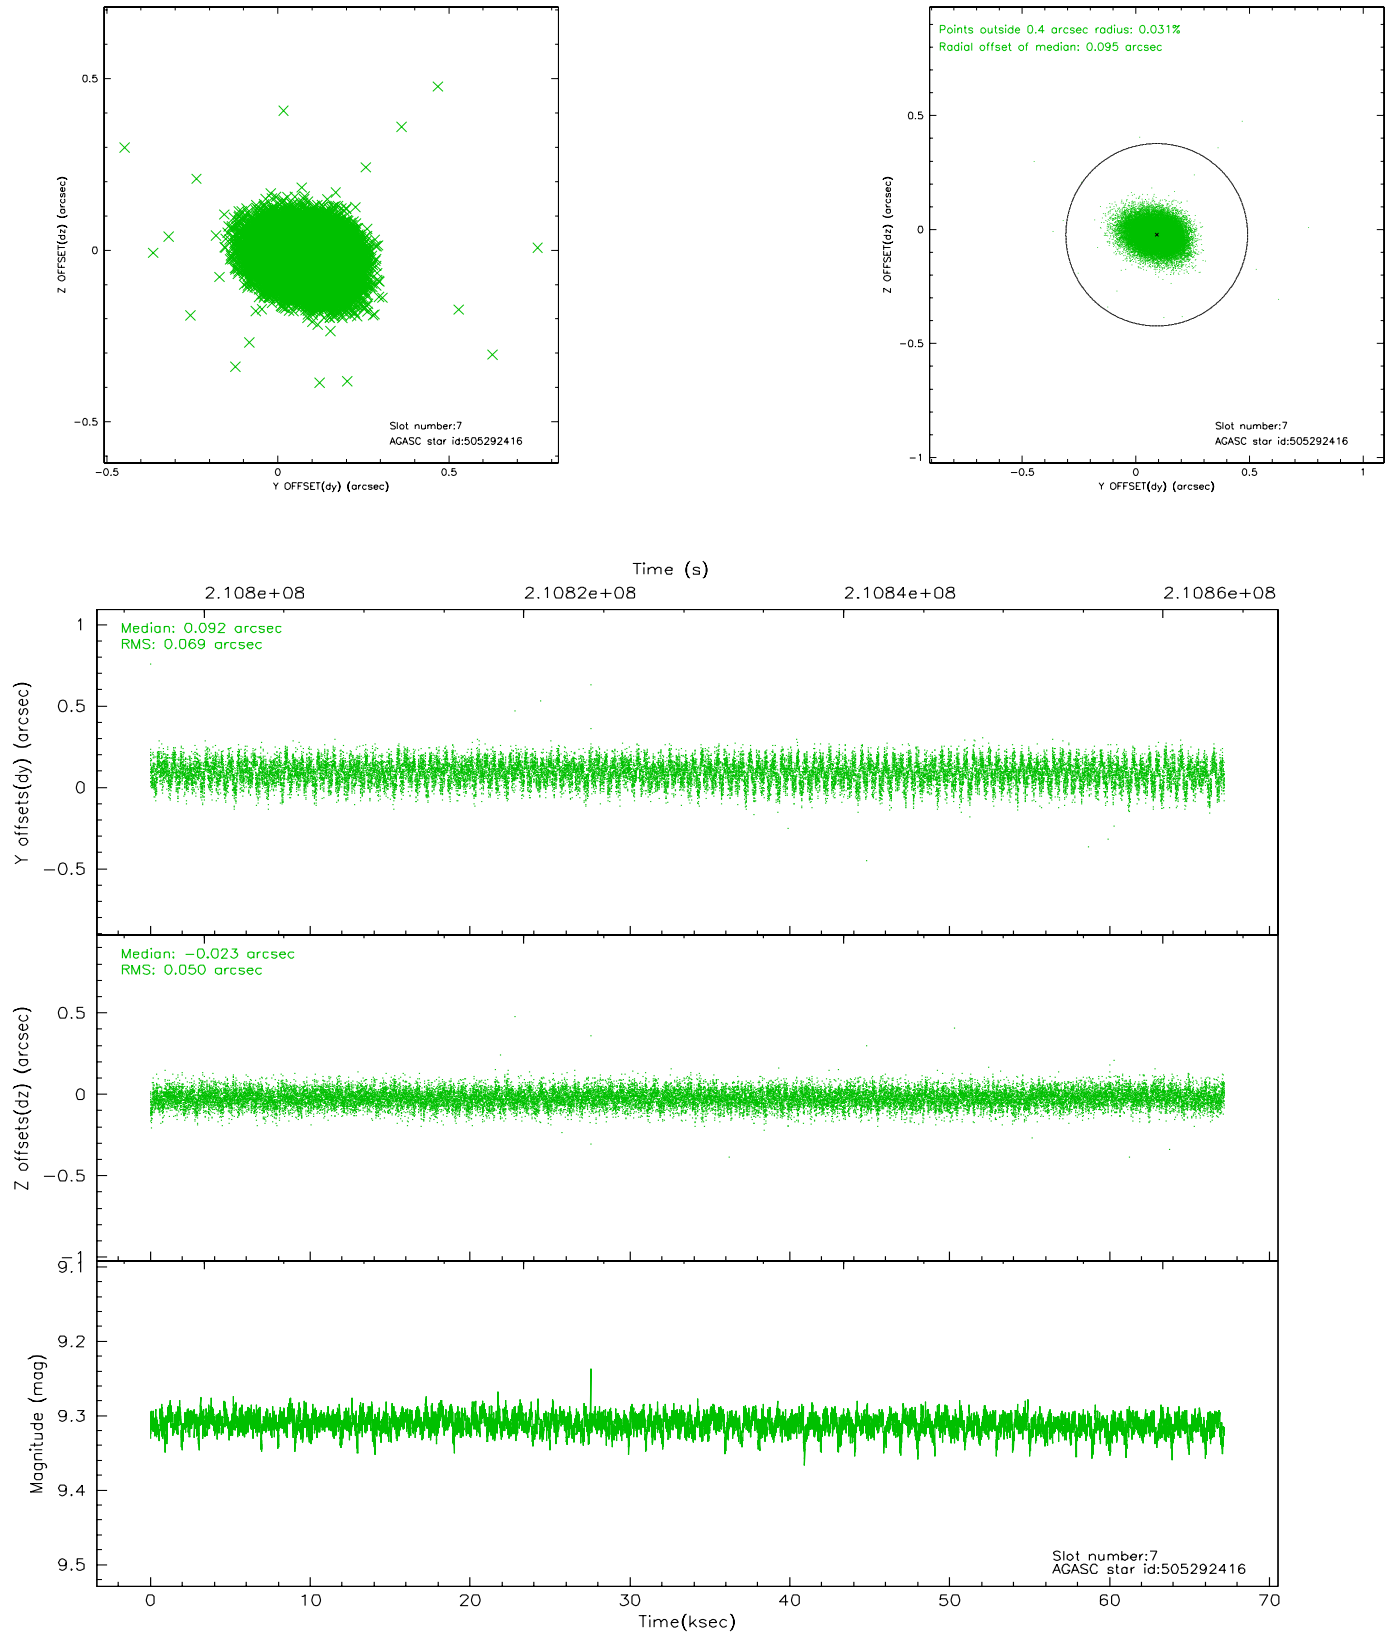 0.5
0
−0.5
Z OFFSET(dz) (arcsec)
−0.5
0
0.5
Y OFFSET(dy) (arcsec)
Slot number:7
AGASC star id:505292416
Points outside 0.4 arcsec radius: 0.031%
Radial offset of median: 0.095 arcsec
0.5
0
−0.5
−1
Z OFFSET(dz) (arcsec)
−0.5
0
0.5
1
Y OFFSET(dy) (arcsec)
Slot number:7
AGASC star id:505292416
Time (s)
2.108e+08
2.1082e+08
2.1084e+08
2.1086e+08
Median: 0.092 arcsec
RMS: 0.069 arcsec
1
0.5
0
−0.5
Y offsets(dy) (arcsec)
Median: −0.023 arcsec
RMS: 0.050 arcsec
0.5
0
−0.5
−1
Z offsets(dz) (arcsec)
9.1
9.2
9.3
9.4
9.5
Magnitude (mag)
Slot number:7
AGASC star id:505292416
0
10
20
30
40
50
60
70
Time(ksec)